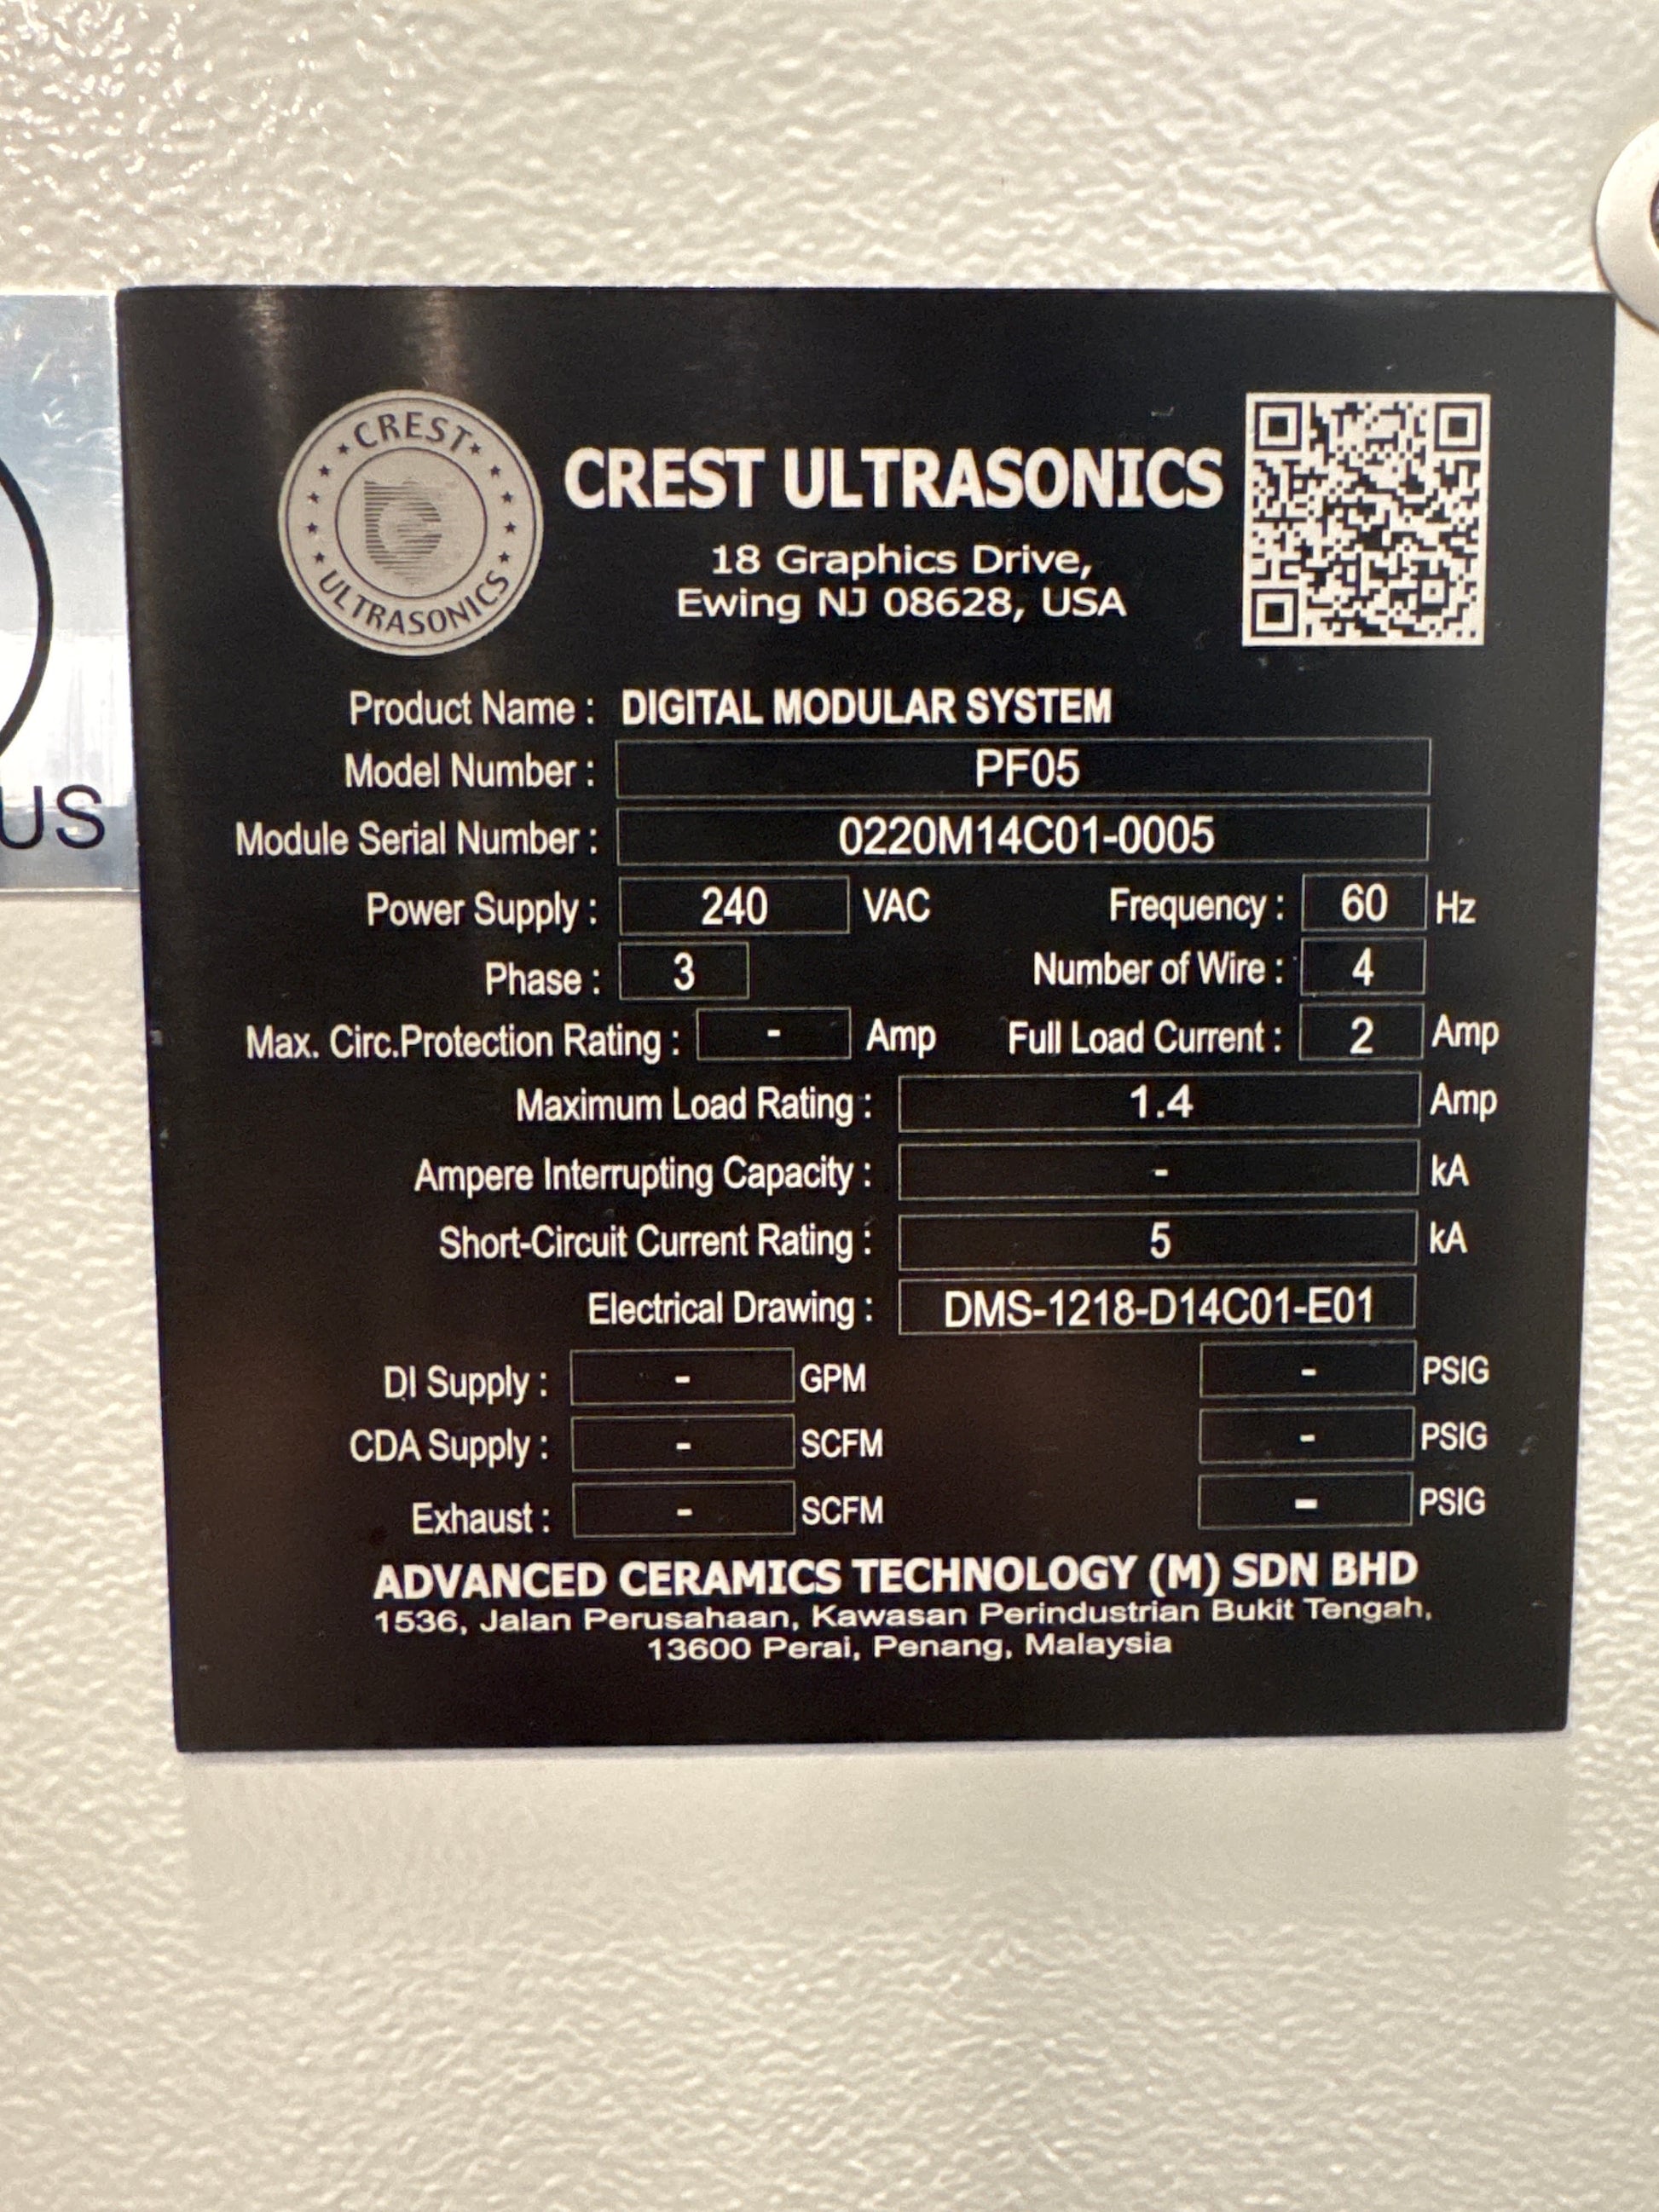 CREST
ULTRASONICS
CREST ULTRASONICS
18 Graphics Drive,
Ewing NJ 08628, USA
Product Name : DIGITAL MODULAR SYSTEM
Model Number : PF05
US
Module Serial Number : 0220M14C01-0005
Power Supply : 240 VAC Frequency : 60 Hz
Phase : 3 Number of Wire : 4
Max. Circ.Protection Rating : - Amp Full Load Current : 2 Amp
Maximum Load Rating : 1.4 Amp
Ampere Interrupting Capacity : - kA
Short-Circuit Current Rating : 5 kA
Electrical Drawing : DMS-1218-D14C01-E01
DI Supply : - GPM - PSIG
CDA Supply : - SCFM - PSIG
Exhaust : - SCFM - PSIG
ADVANCED CERAMICS TECHNOLOGY (M) SDN BHD
1536, Jalan Perusahaan, Kawasan Perindustrian Bukit Tengah,
13600 Perai, Penang, Malaysia